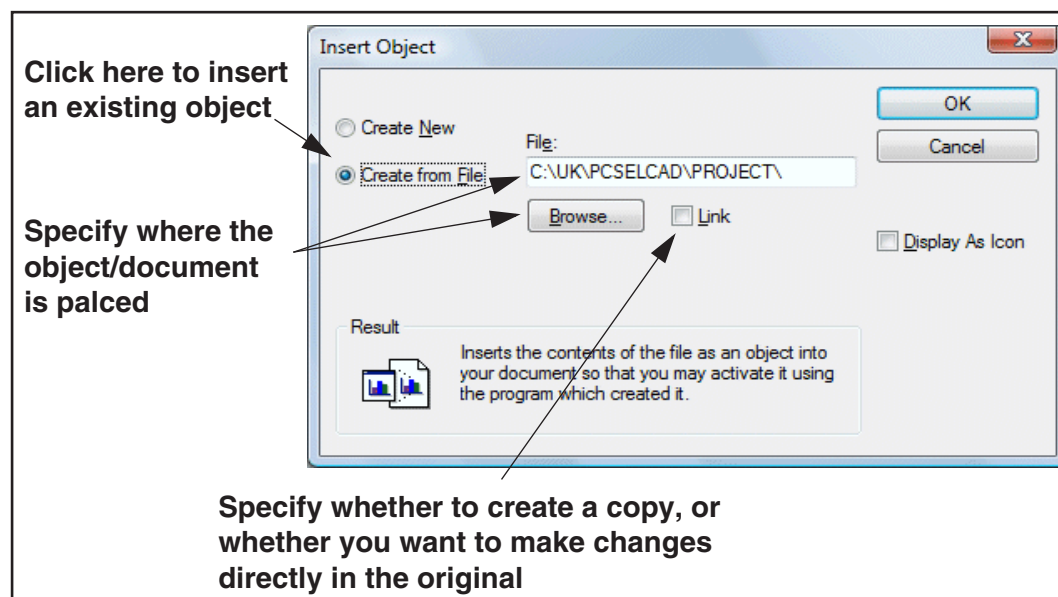 Insert Object
X
Click here to insert
an existing object
Create New
Create from File
File:
C:\UK\PCSELCAD\PROJECT\
Browse...
Link
OK
Cancel
Display As Icon
Specify where the
object/document
is palced
Result
Inserts the contents of the file as an object into
your document so that you may activate it using
the program which created it.
Specify whether to create a copy, or
whether you want to make changes
directly in the original